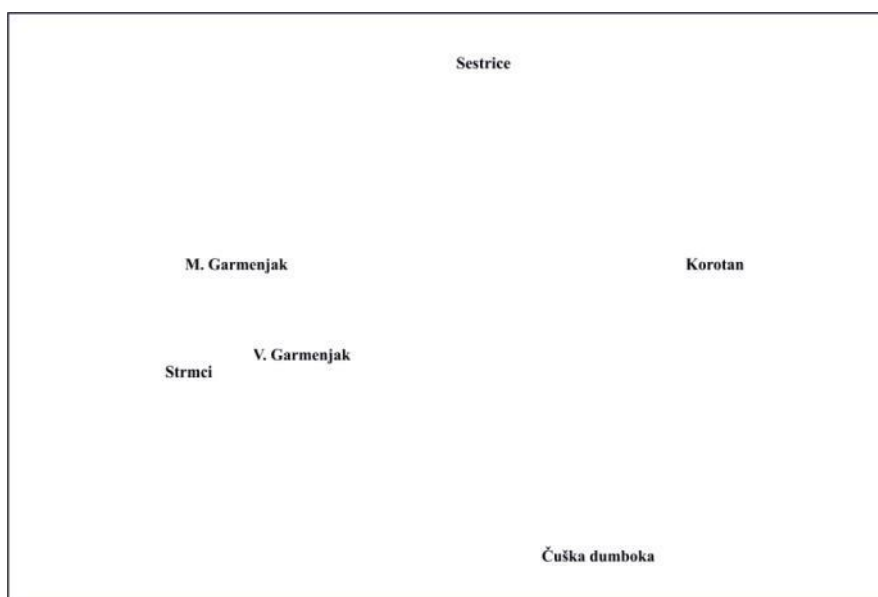 Sestrice
M. Garmenjak
Korotan
V. Garmenjak
Strmci
Čuška dumboka